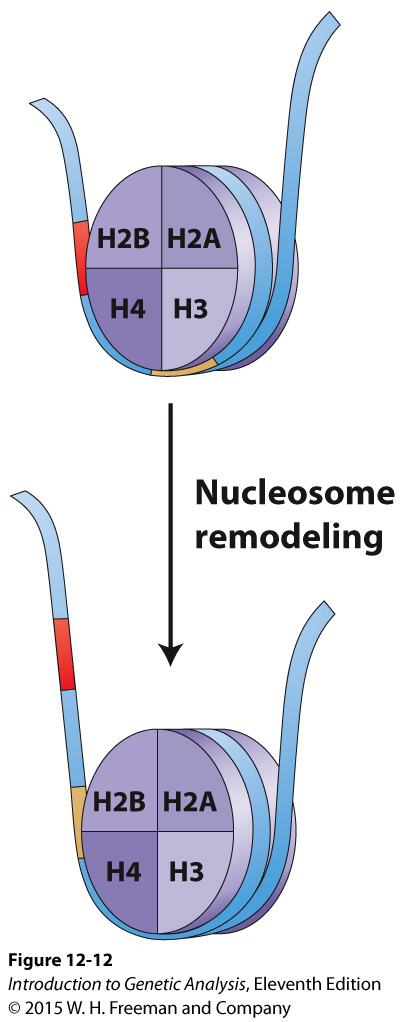 H2B H2A
H4 H3
Nucleosome
remodeling
H2B H2A
H4 H3
Figure 12-12
Introduction to Genetic Analysis, Eleventh Edition
© 2015 W. H. Freeman and Company